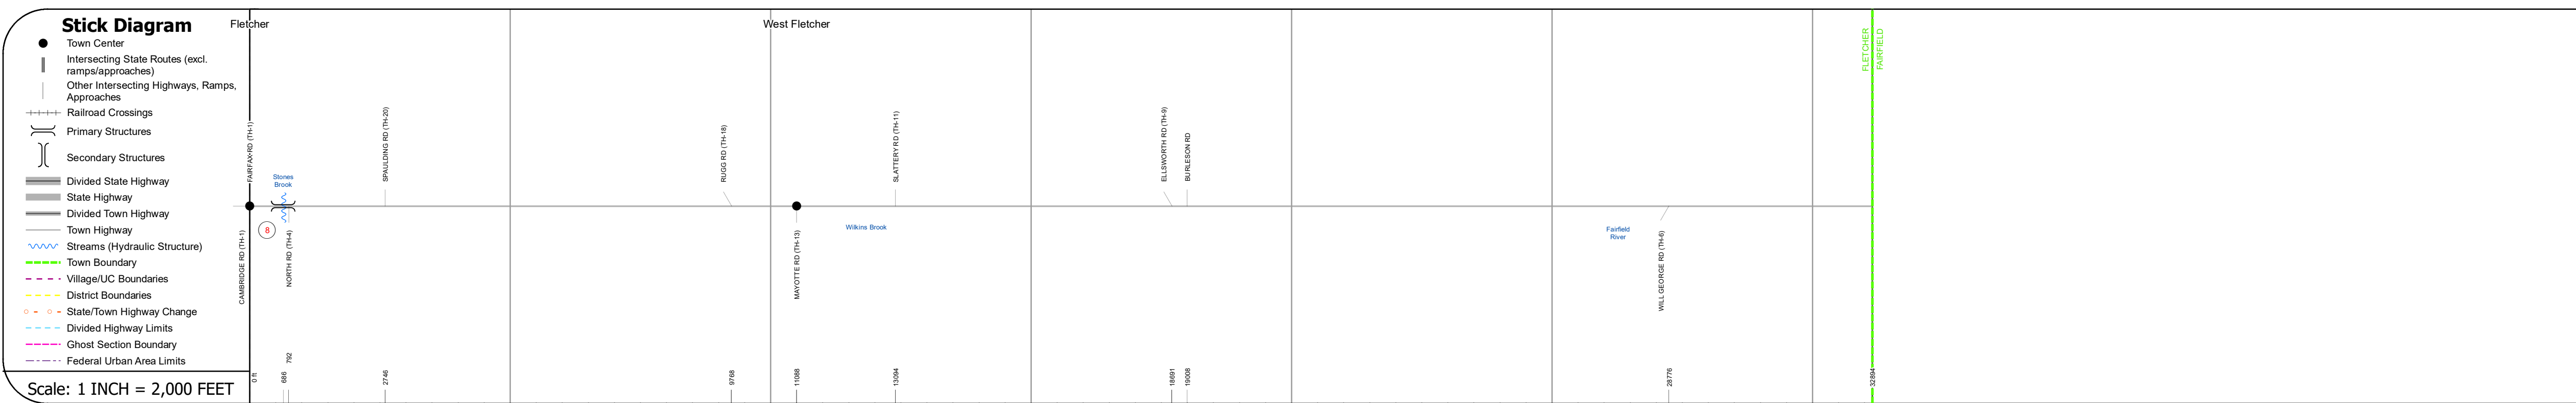 Stick Diagram
Town Center
Intersecting State Routes (excl.
ramps/approaches)
Other Intersecting Highways, Ramps,
Approaches
Railroad Crossings
Primary Structures
Secondary Structures
Divided State Highway
State Highway
Divided Town Highway
Town Highway
Streams (Hydraulic Structure)
Town Boundary
Village/UC Boundaries
District Boundaries
State/Town Highway Change
Divided Highway Limits
Ghost Section Boundary
Federal Urban Area Limits
Scale: 1 INCH = 2,000 FEET
Fletcher
West Fletcher
FLETCHER
FAIRFIELD
FAIRFAX RD (TH-1)
SPAULDING RD (TH-20)
RUGG RD (TH-18)
SLATTERY RD (TH-11)
ELLSWORTH RD (TH-9)
BURLESON RD
Stones
Brook
8
CAMBRIDGE RD (TH-1)
NORTH RD (TH-4)
MAYOTTE RD (TH-13)
Wilkins Brook
Fairfield
River
WILL GEORGE RD (TH-6)
0 ft
686
792
2746
9768
11088
13094
18691
19008
28776
32894